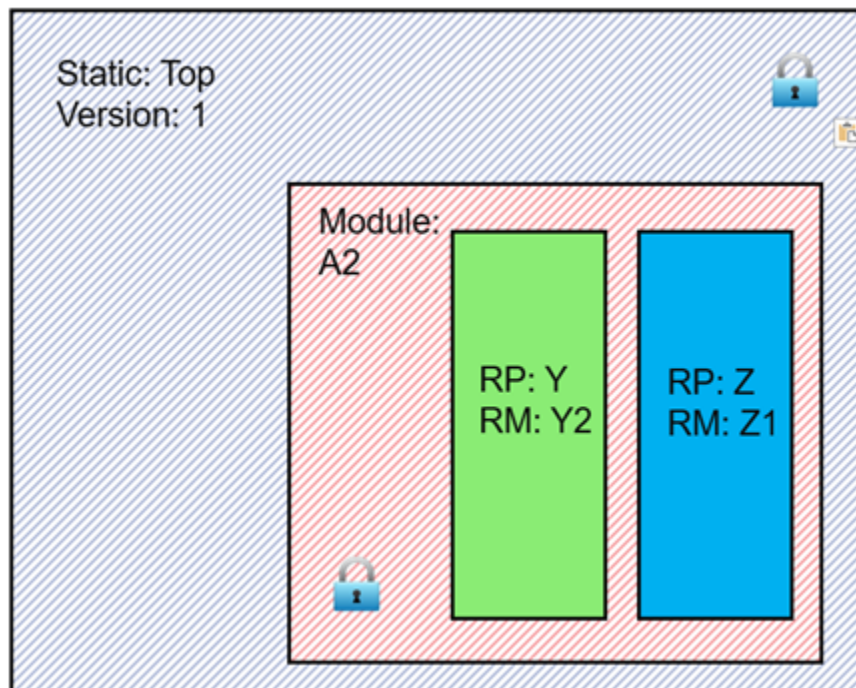 Static: Top
Version: 1
Module:
A2
RP: Y
RM: Y2
RP: Z
RM: Z1